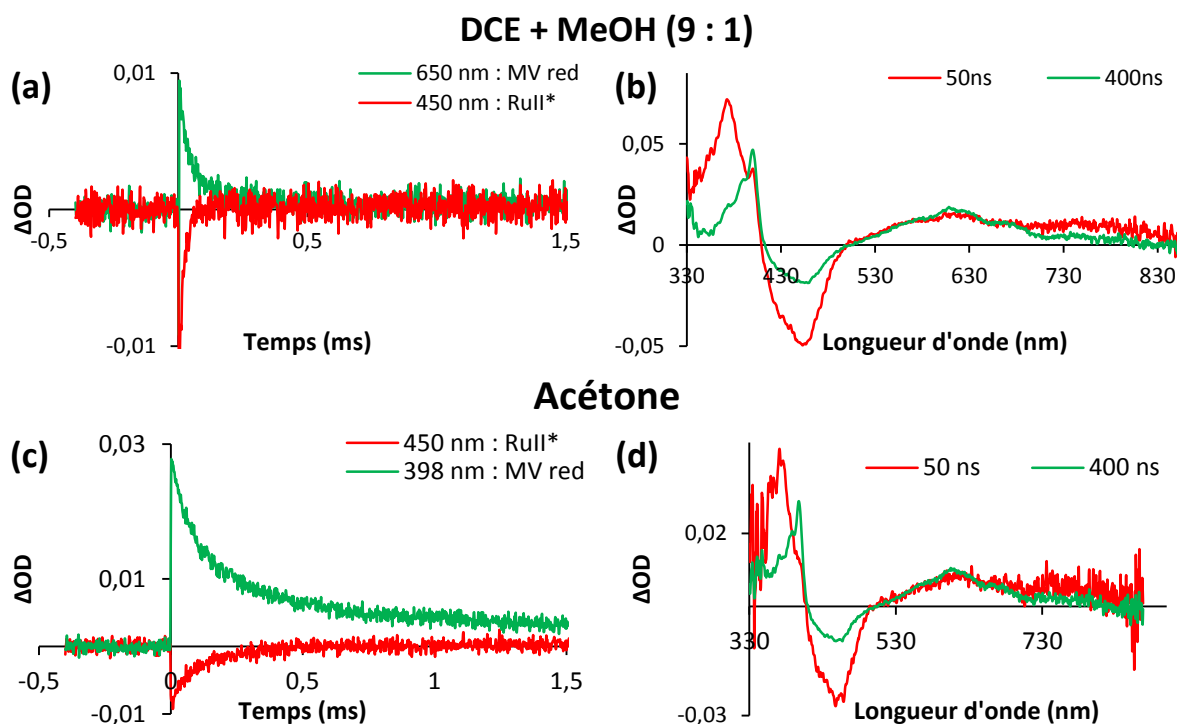 DCE + MeOH (9 : 1)
(a)
650 nm : MV red
450 nm : RuII*
0,01
-0,01
-0,5
0,5
1,5
ΔOD
Temps (ms)
(b)
50ns
400ns
0,05
0
-0,05
330
430
530
630
730
830
ΔOD
Longueur d'onde (nm)
Acétone
(c)
450 nm : RuII*
398 nm : MV red
0,03
0,01
-0,01
-0,5
0
0,5
1
1,5
ΔOD
Temps (ms)
(d)
50 ns
400 ns
0,02
-0,03
330
530
730
ΔOD
Longueur d'onde (nm)